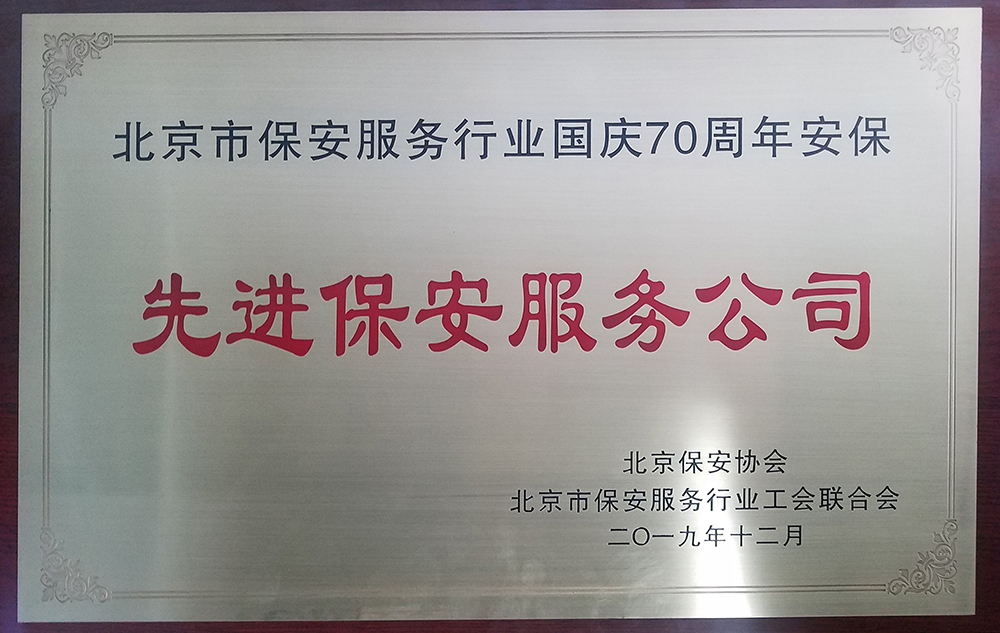 北京市保安服务行业国庆70周年安保
先进保安服务公司
北京保安协会
北京市保安服务行业工会联合会
二〇一九年十二月